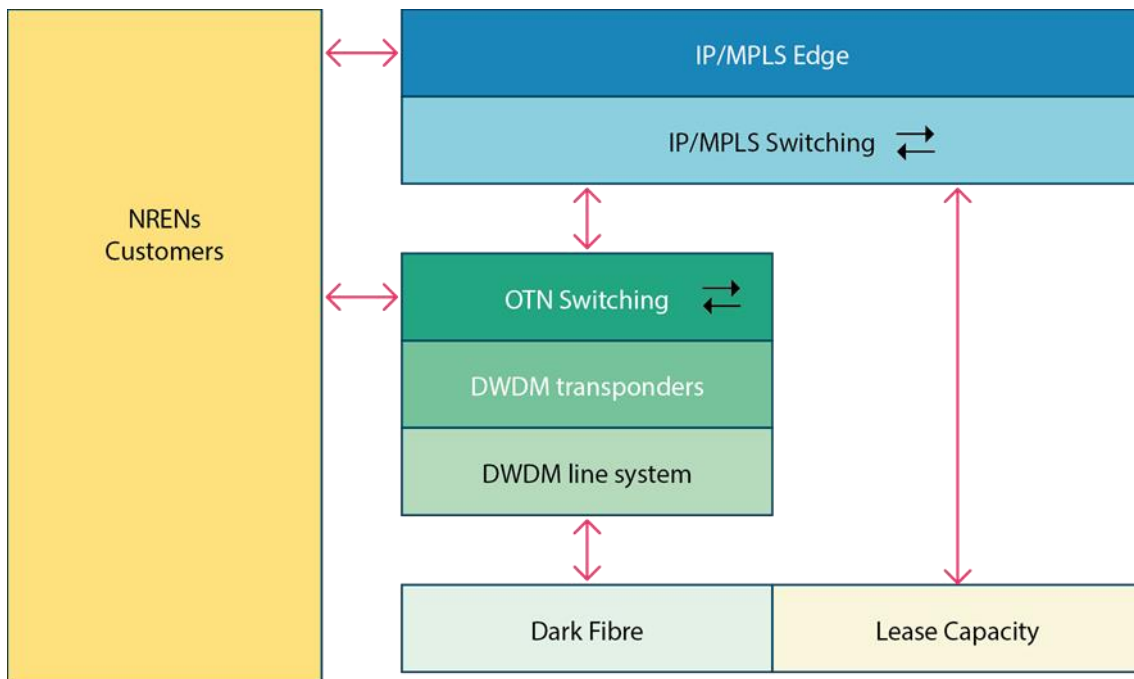 NRENs
Customers
IP/MPLS Edge
IP/MPLS Switching
OTN Switching
DWDM transponders
DWDM line system
Dark Fibre
Lease Capacity